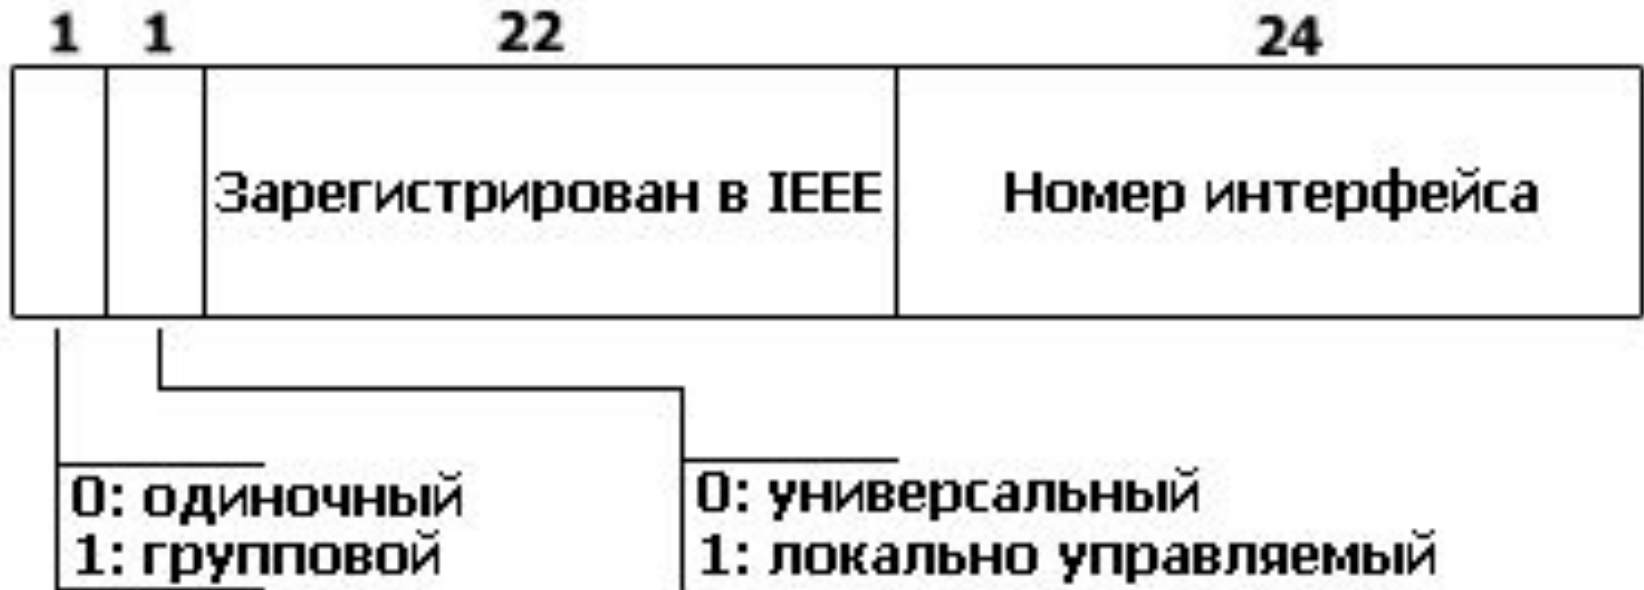 1 1 22 24
Зарегистрирован в IEEE Номер интерфейса
0: одиночный 0: универсальный
1: групповой 1: локально управляемый